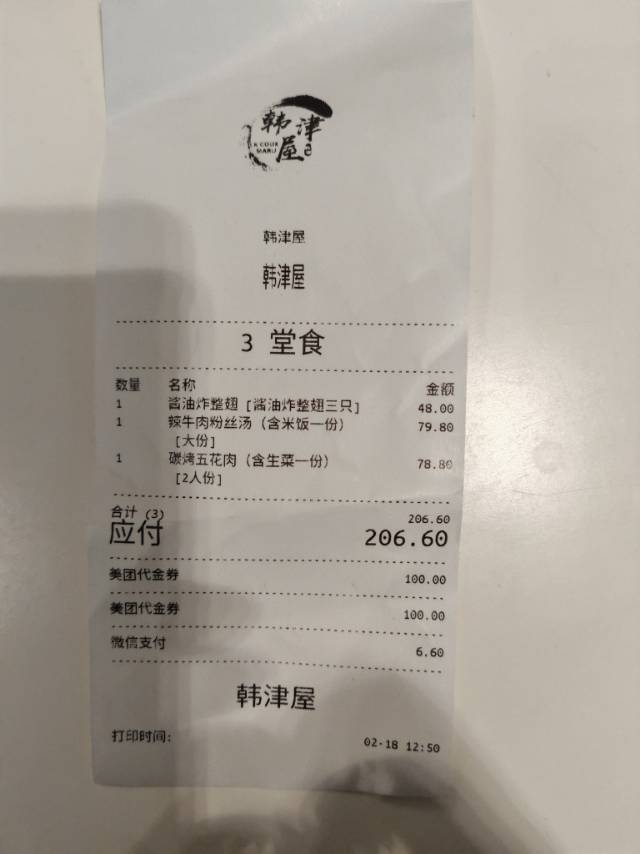 韩津屋
K COOK
MARU
韩津屋
韩津屋
3 堂食
数量 名称 金额
1 酱油炸整翅 [酱油炸整翅三只] 48.00
1 辣牛肉粉丝汤（含米饭一份） 79.80
[大份]
1 碳烤五花肉（含生菜一份） 78.80
[2人份]
合计 (3) 206.60
应付 206.60
美团代金券 100.00
美团代金券 100.00
微信支付 6.60
韩津屋
打印时间: 02-18 12:50